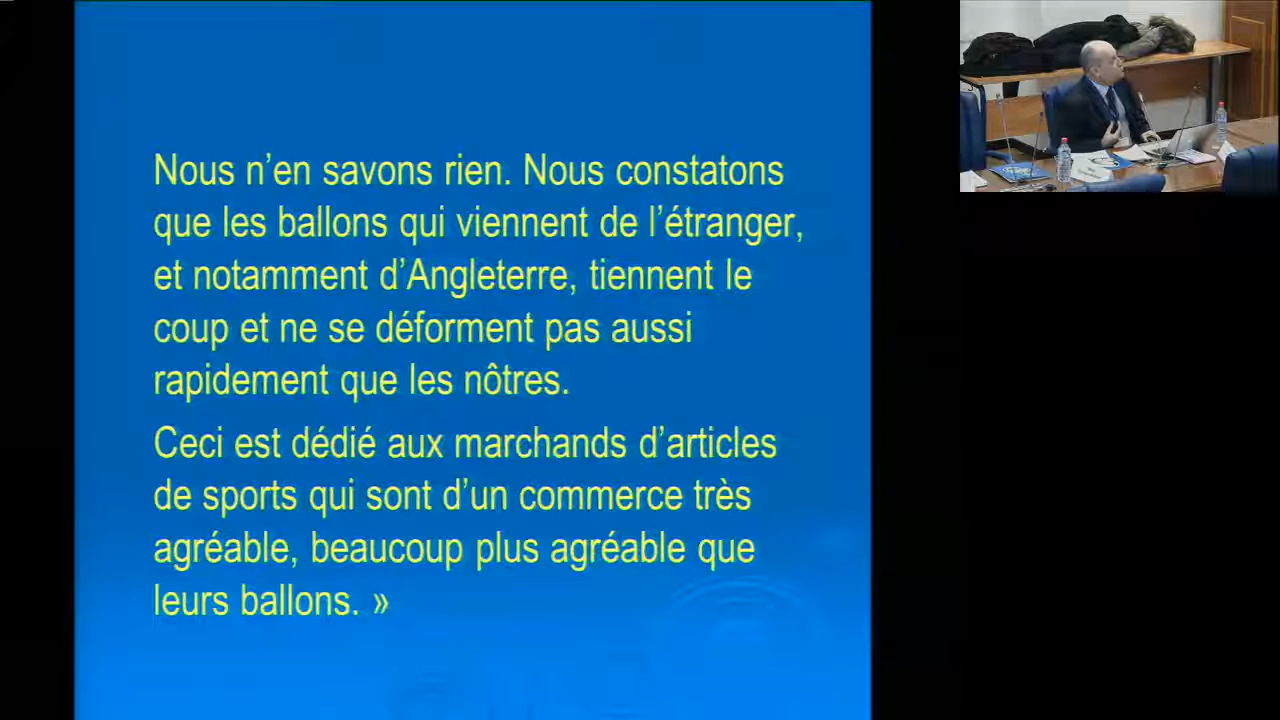 Nous n’en savons rien. Nous constatons
que les ballons qui viennent de l’étranger,
et notamment d’Angleterre, tiennent le
coup et ne se déforment pas aussi
rapidement que les nôtres.
Ceci est dédié aux marchands d’articles
de sports qui sont d’un commerce très
agréable, beaucoup plus agréable que
leurs ballons. »